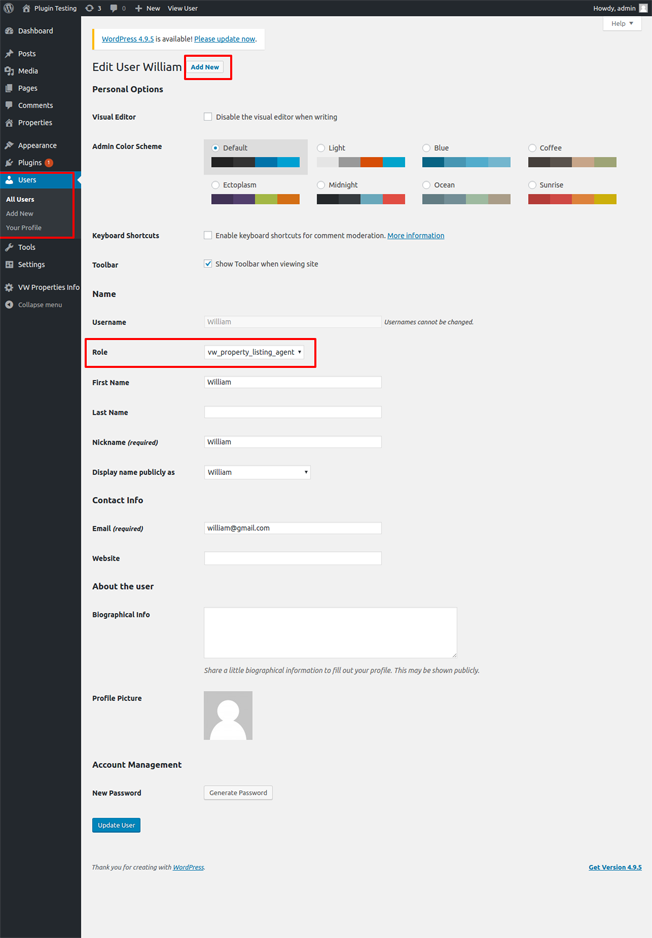 Plugin Testing 3 0 New View User Howdy, admin
Help
Dashboard
Posts
Media
Pages
Comments
Properties
Appearance
Plugins 1
Users
All Users
Add New
Your Profile
Tools
Settings
VW Properties Info
Collapse menu
WordPress 4.9.5 is available! Please update now.
Edit User William Add New
Personal Options
Visual Editor Disable the visual editor when writing
Admin Color Scheme Default Light Blue Coffee
Ectoplasm Midnight Ocean Sunrise
Keyboard Shortcuts Enable keyboard shortcuts for comment moderation. More information
Toolbar Show Toolbar when viewing site
Name
Username William Usernames cannot be changed.
Role vw_property_listing_agent
First Name William
Last Name
Nickname (required) William
Display name publicly as William
Contact Info
Email (required) william@gmail.com
Website
About the user
Biographical Info
Share a little biographical information to fill out your profile. This may be shown publicly.
Profile Picture
Account Management
New Password Generate Password
Update User
Thank you for creating with WordPress. Get Version 4.9.5